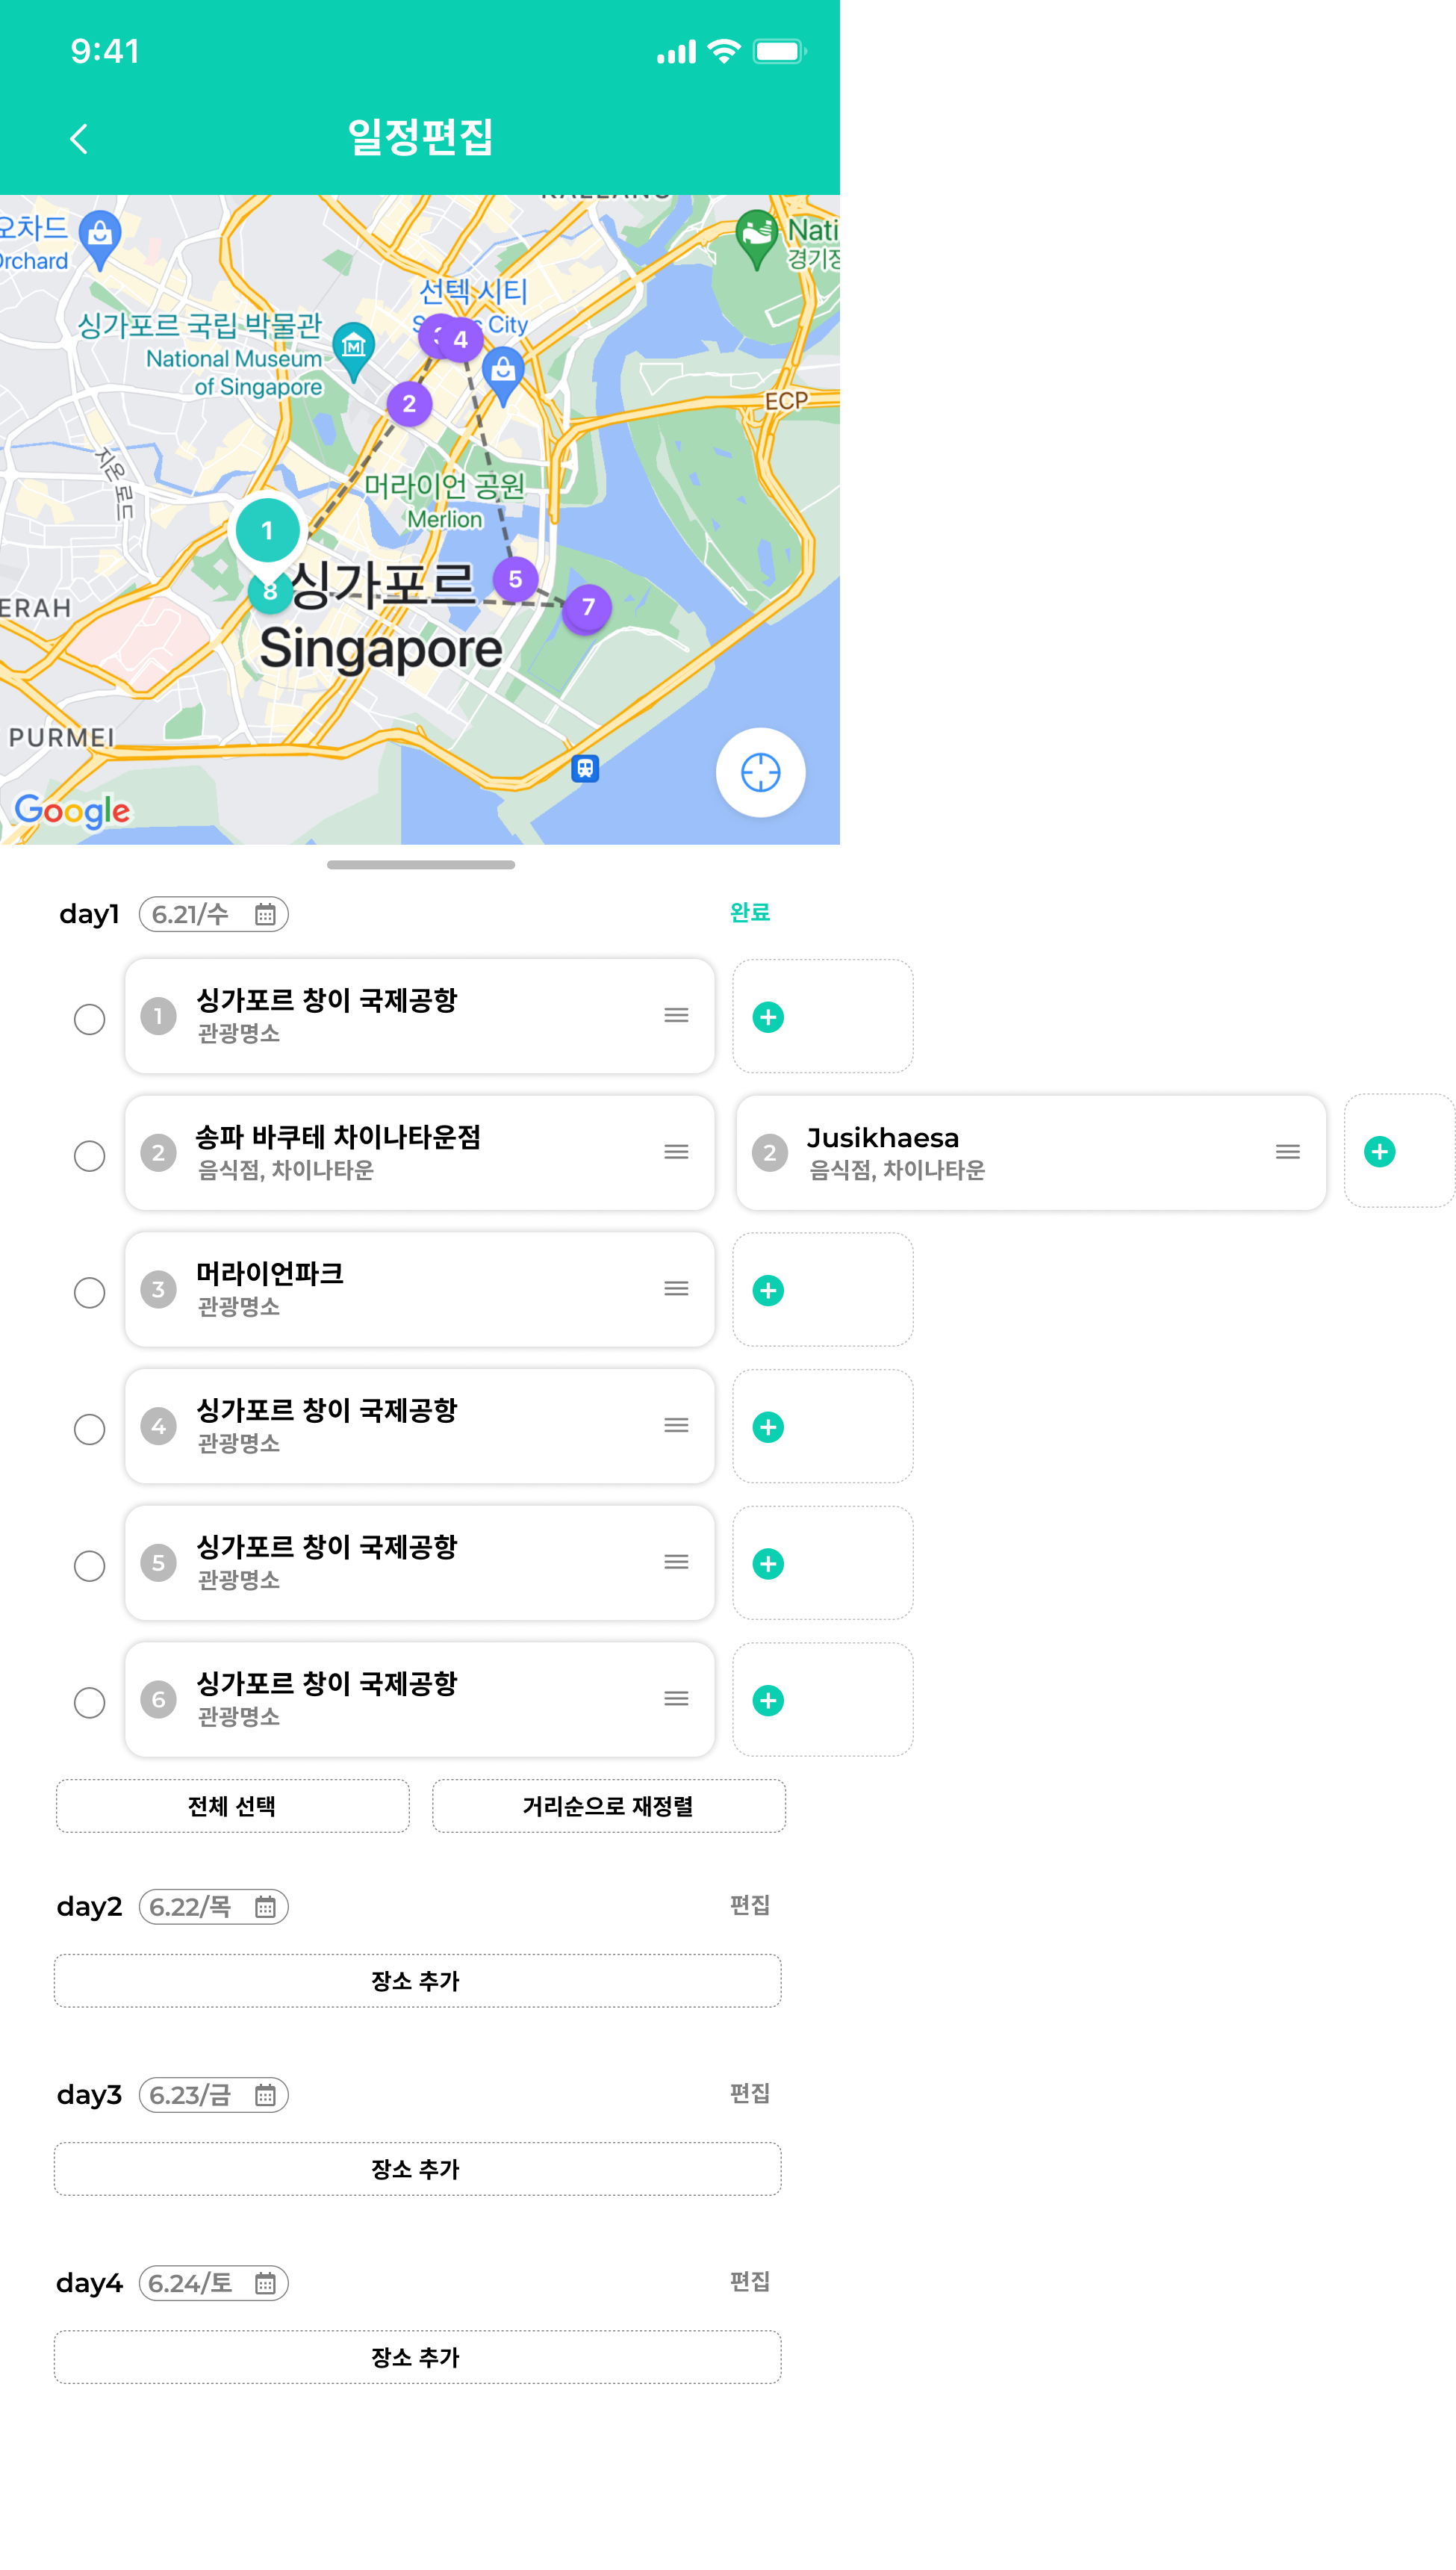 9:41
일정편집
오차드
Orchard
Nati
경기장
선텍 시티
City
싱가포르 국립 박물관
National Museum
of Singapore
4
2
ECP
지온 로드
머라이언 공원
Merlion
1
5
8
7
싱가포르
Singapore
ERAH
PURMEI
Google
day1 6.21/수 완료
1 싱가포르 창이 국제공항
관광명소
2 송파 바쿠테 차이나타운점
음식점, 차이나타운
2 Jusikhaesa
음식점, 차이나타운
3 머라이언파크
관광명소
4 싱가포르 창이 국제공항
관광명소
5 싱가포르 창이 국제공항
관광명소
6 싱가포르 창이 국제공항
관광명소
전체 선택 거리순으로 재정렬
day2 6.22/목 편집
장소 추가
day3 6.23/금 편집
장소 추가
day4 6.24/토 편집
장소 추가